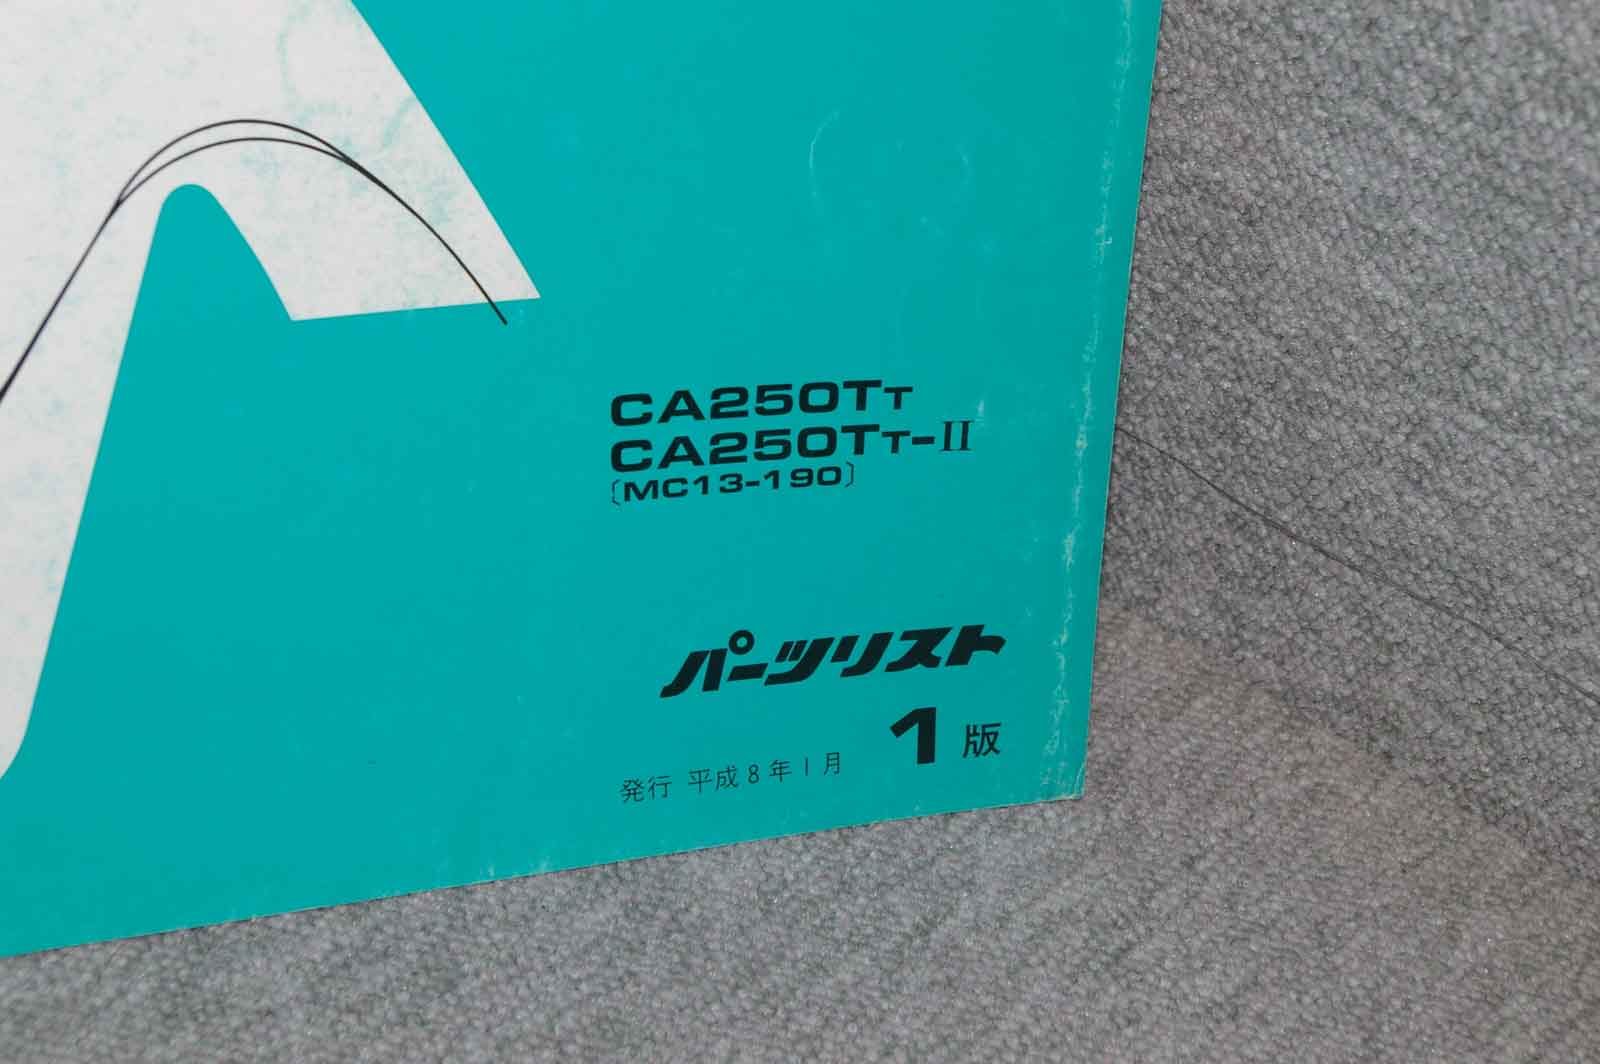 CA250TT
CA250TT-II
〔MC13-190〕
パーツリスト
1版
発行 平成8年1月